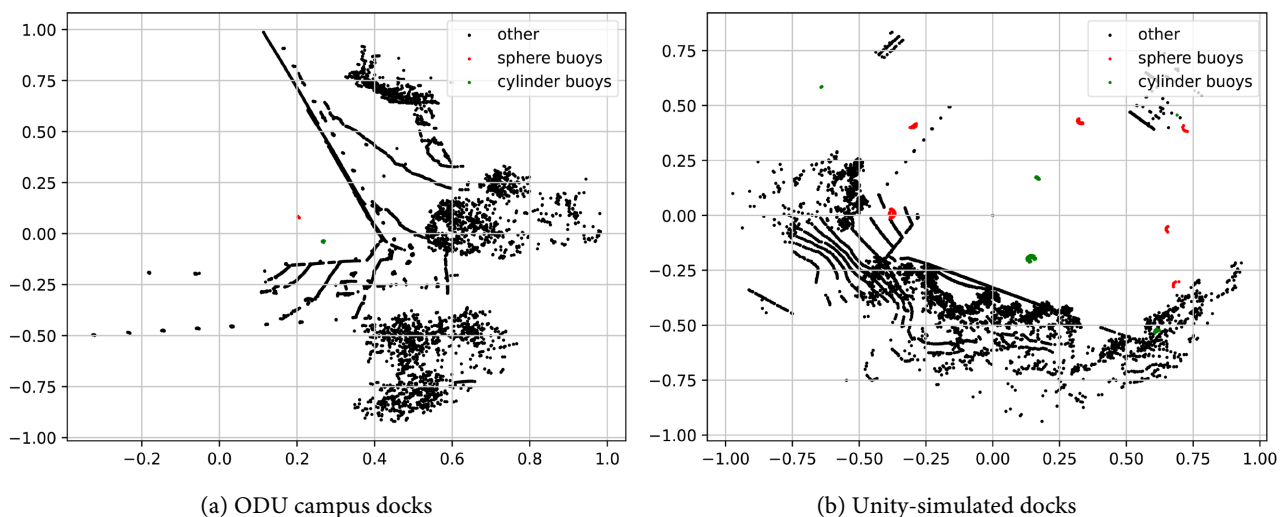 1.00
0.75
0.50
0.25
0.00
−0.25
−0.50
−0.75
−1.00
−0.2 0.0 0.2 0.4 0.6 0.8 1.0
other
sphere buoys
cylinder buoys
(a) ODU campus docks
0.75
0.50
0.25
0.00
−0.25
−0.50
−0.75
−1.00
−1.00 −0.75 −0.50 −0.25 0.00 0.25 0.50 0.75 1.00
other
sphere buoys
cylinder buoys
(b) Unity-simulated docks